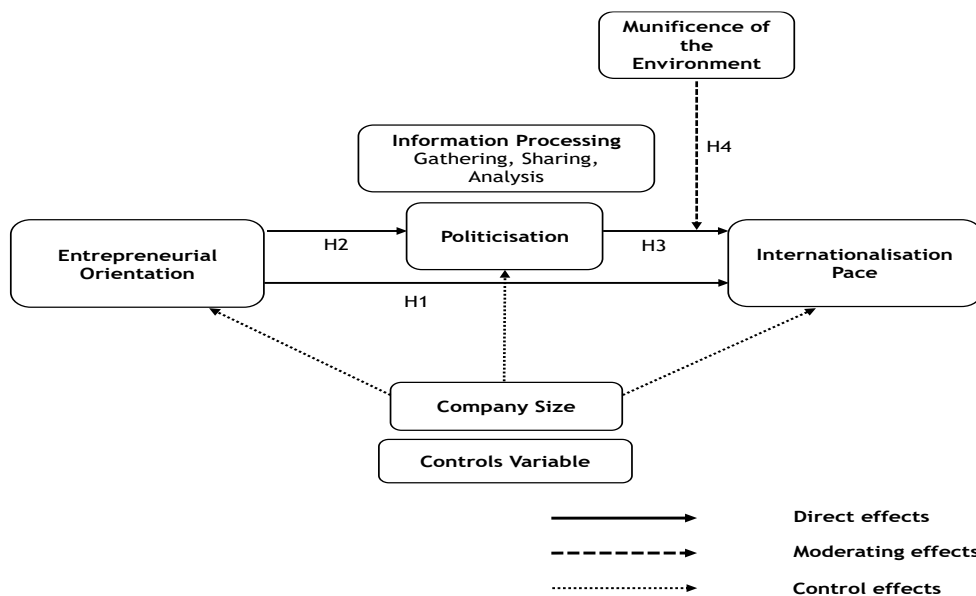 Munificence of
the
Environment
H4
Information Processing
Gathering, Sharing,
Analysis
Entrepreneurial
Orientation
H2
Politicisation
H3
Internationalisation
Pace
H1
Company Size
Controls Variable
Direct effects
Moderating effects
Control effects